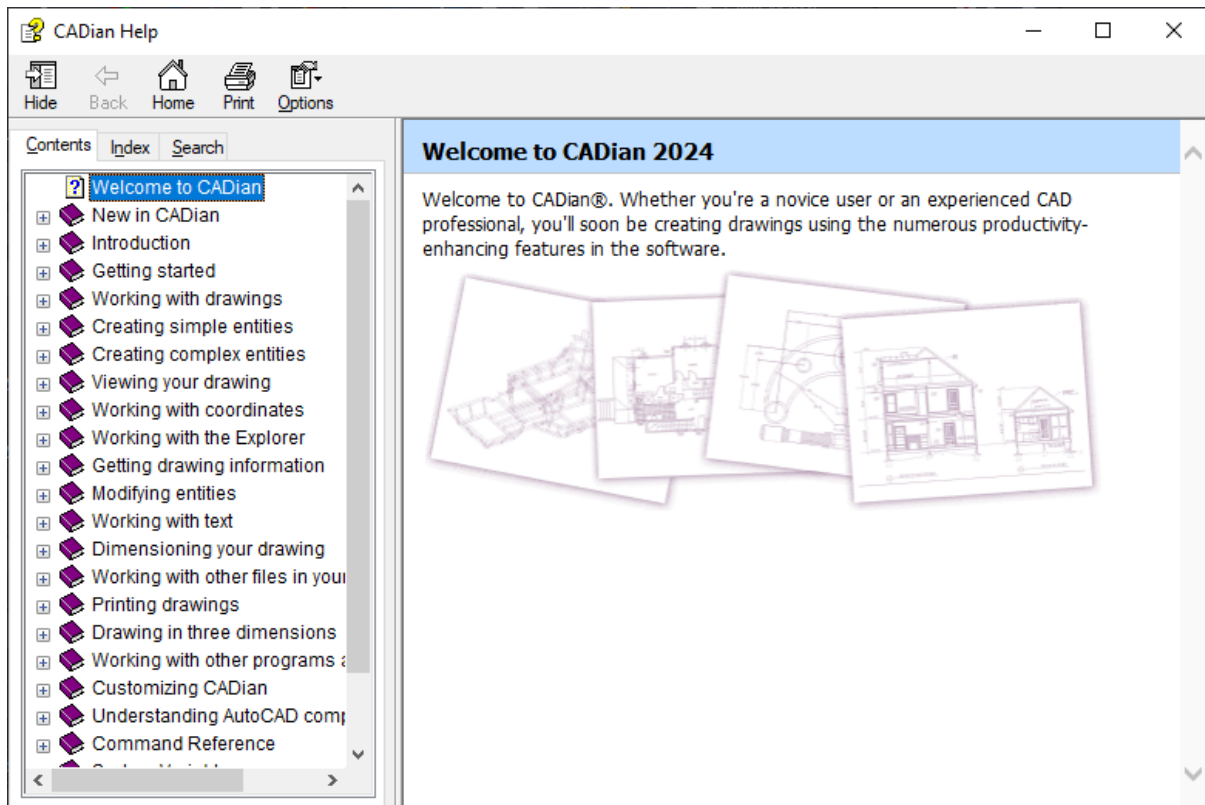 CADian Help
Hide Back Home Print Options
Contents Index Search
Welcome to CADian
New in CADian
Introduction
Getting started
Working with drawings
Creating simple entities
Creating complex entities
Viewing your drawing
Working with coordinates
Working with the Explorer
Getting drawing information
Modifying entities
Working with text
Dimensioning your drawing
Working with other files in your
Printing drawings
Drawing in three dimensions
Working with other programs
Customizing CADian
Understanding AutoCAD
Command Reference
Welcome to CADian 2024
Welcome to CADian®. Whether you're a novice user or an experienced CAD
professional, you'll soon be creating drawings using the numerous productivity-
enhancing features in the software.